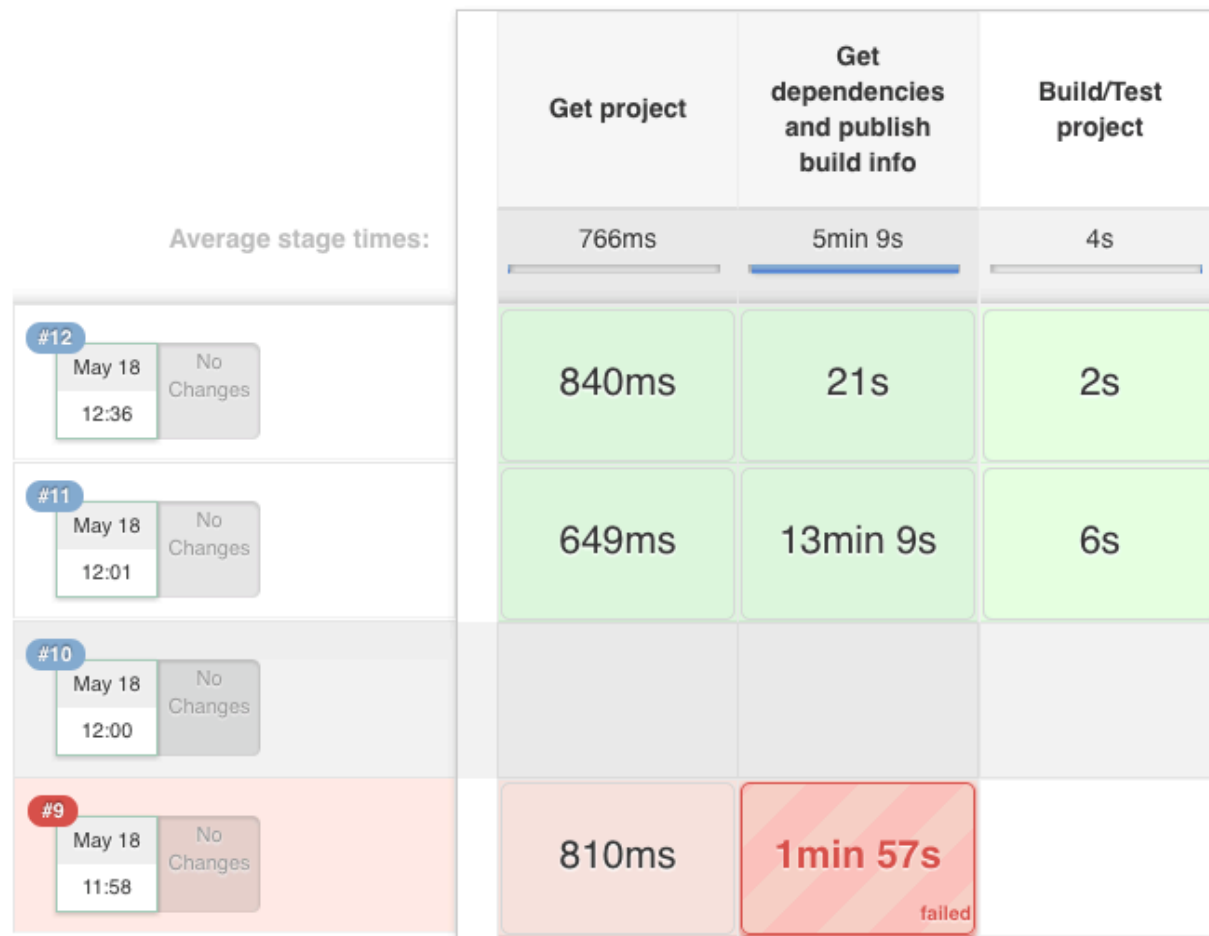 Get project
Get
dependencies
and publish
build info
Build/Test
project
Average stage times:
766ms
5min 9s
4s
#12
May 18
12:36
No
Changes
840ms
21s
2s
#11
May 18
12:01
No
Changes
649ms
13min 9s
6s
#10
May 18
12:00
No
Changes
#9
May 18
11:58
No
Changes
810ms
1min 57s
failed